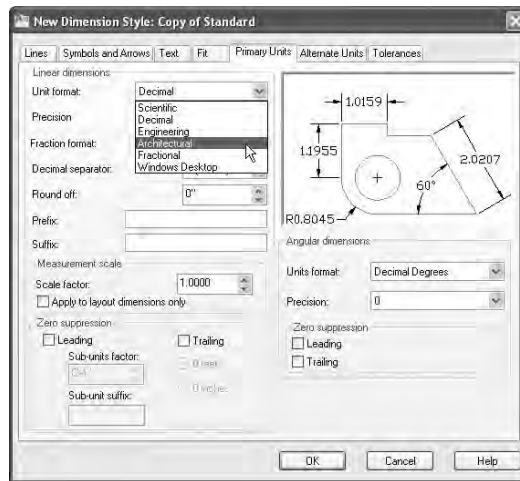 New Dimension Style: Copy of Standard
Lines
Symbols and Arrows
Text
Fit
Primary Units
Alternate Units
Tolerances
Linear dimensions
Unit format:
Decimal
Scientific
Decimal
Engineering
Architectural
Fractional
Windows Desktop
Precision
Fraction format:
Decimal separator:
Round off:
0"
Prefix:
Suffix:
Measurement scale
Scale factor:
1.0000
Apply to layout dimensions only
Zero suppression
Leading
Trailing
Sub-units factor:
0 feet
0 inches
Sub-unit suffix:
1.0159
1.1955
2.0207
60°
R0.8045
Angular dimensions
Units format:
Decimal Degrees
Precision:
0
Zero suppression
Leading
Trailing
OK
Cancel
Help